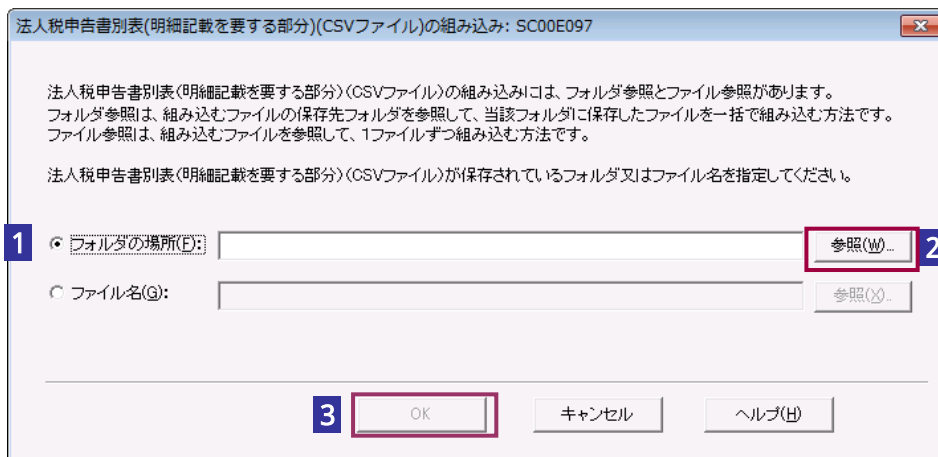 法人税申告書別表(明細記載を要する部分)(CSVファイル)の組み込み: SC00E097
法人税申告書別表(明細記載を要する部分)(CSVファイル)の組み込みには、フォルダ参照とファイル参照があります。
フォルダ参照は、組み込むファイルの保存先フォルダを参照して、当該フォルダに保存したファイルを一括で組み込む方法です。
ファイル参照は、組み込むファイルを参照して、1ファイルずつ組み込む方法です。
法人税申告書別表(明細記載を要する部分)(CSVファイル)が保存されているフォルダ又はファイル名を指定してください。
1 フォルダの場所(F): 参照(W)... 2
ファイル名(G): 参照(X)...
3 OK キャンセル ヘルプ(H)